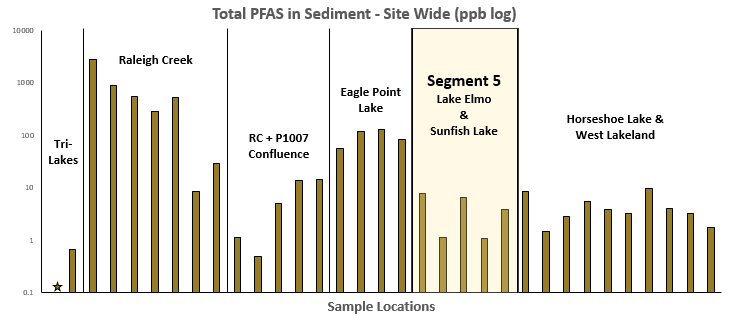 Total PFAS in Sediment - Site Wide (ppb log)
10000
1000
100
10
1
0.1
Tri-
Lakes
Raleigh Creek
RC + P1007
Confluence
Eagle Point
Lake
Segment 5
Lake Elmo
&
Sunfish Lake
Horseshoe Lake &
West Lakeland
Sample Locations